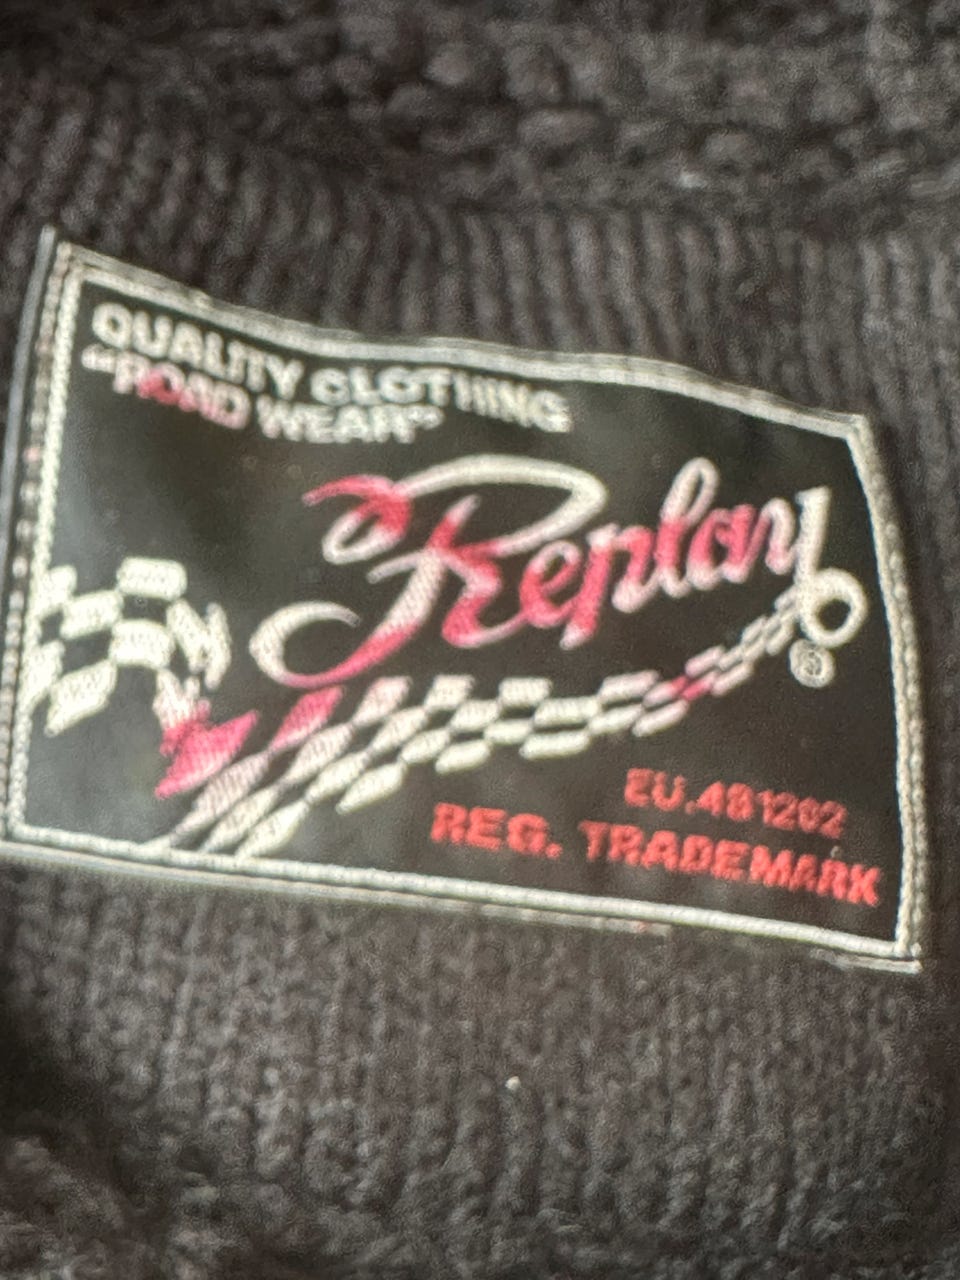 QUALITY CLOTHING
"ROAD WEAR"
Replay
®
EU.481202
REG. TRADEMARK